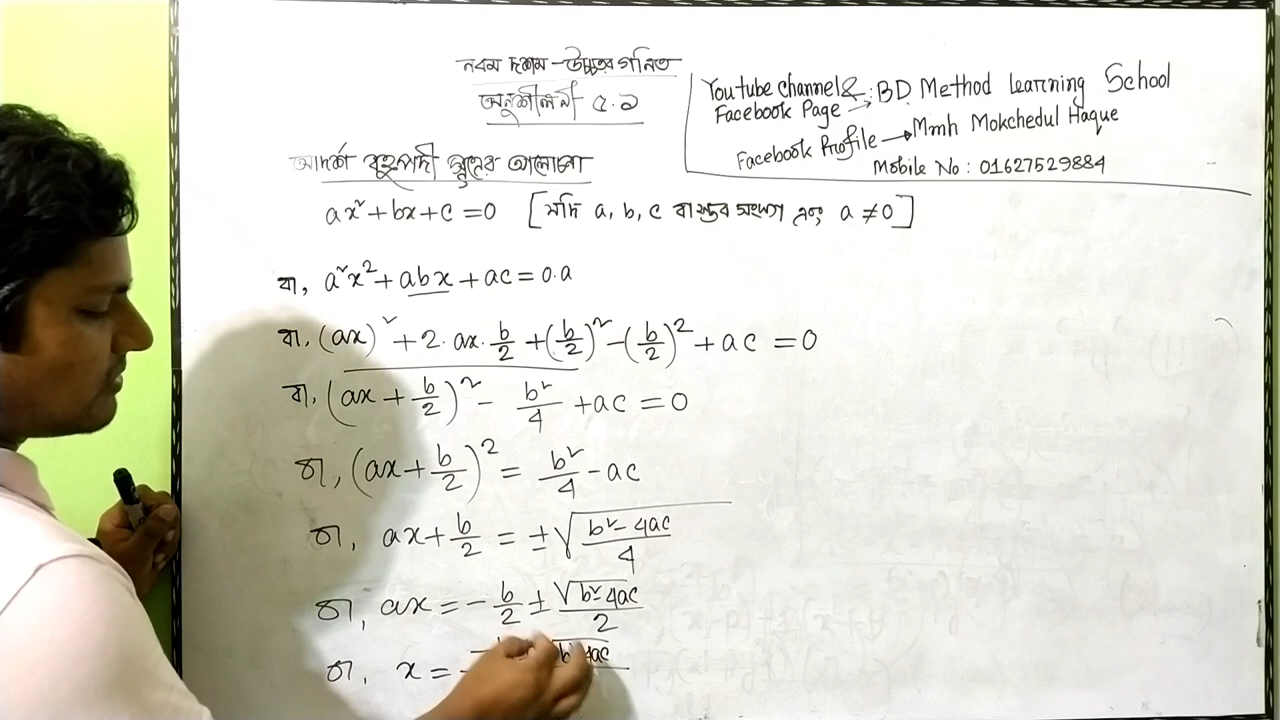 নবম দশম - উচ্চতর গনিত
অনুশীলনী ৫.১
Youtube Channel & : BD Method Learning School
Facebook Page →
Facebook Profile → Mmh Mokchedul Haque
Mobile No : 01627529884
আদর্শ আলোচনা
ax² + bx + c = 0 [যদি a, b, c বাস্তব সংখ্যা এবং a ≠ 0]
বা, a²x² + abx + ac = 0.a
বা, (ax)² + 2. ax. b/2 + (b/2)² - (b/2)² + ac = 0
বা, (ax + b/2)² - b²/4 + ac = 0
বা, (ax + b/2)² = b²/4 - ac
বা, ax + b/2 = ± √(b² - 4ac)/4
বা, ax = - b/2 ± √(b² - 4ac)/2
বা, x =